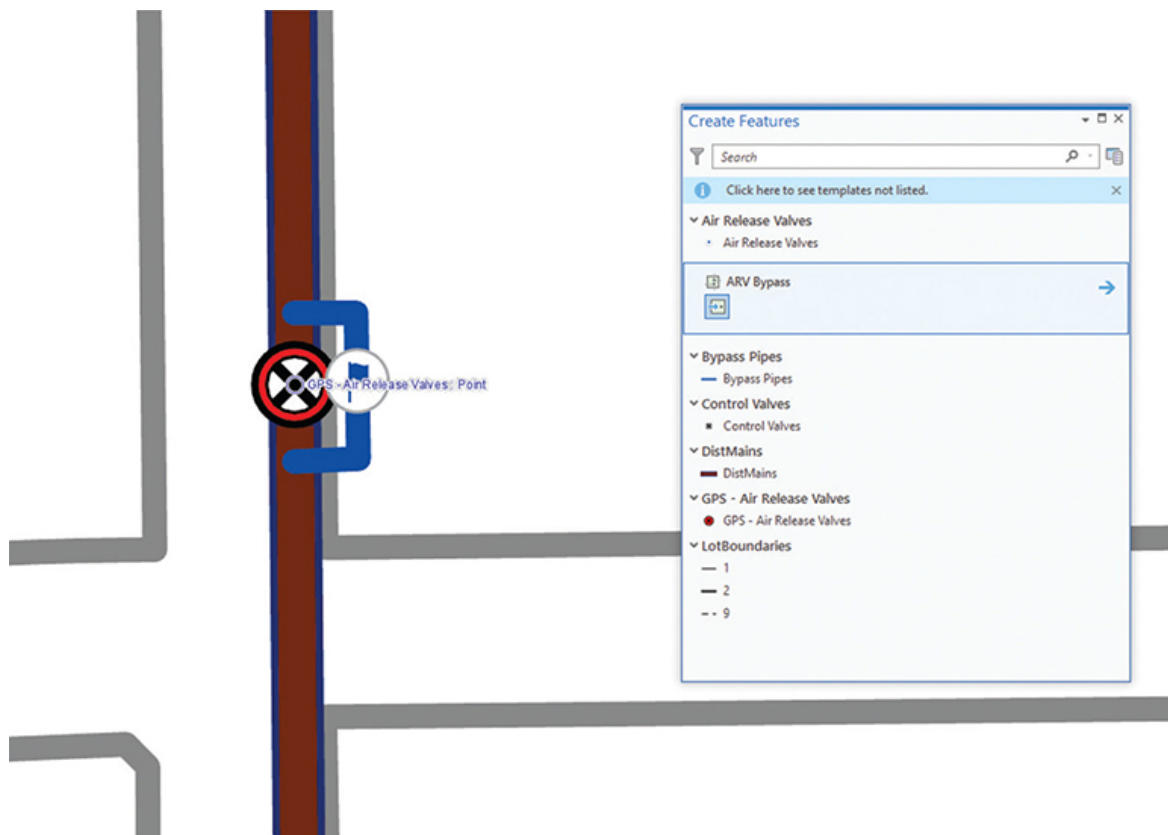 GPS - Air Release Valves: Point
Create Features
Search
Click here to see templates not listed.
Air Release Valves
Air Release Valves
ARV Bypass
Bypass Pipes
Bypass Pipes
Control Valves
Control Valves
DistMains
DistMains
GPS - Air Release Valves
GPS - Air Release Valves
LotBoundaries
1
2
9